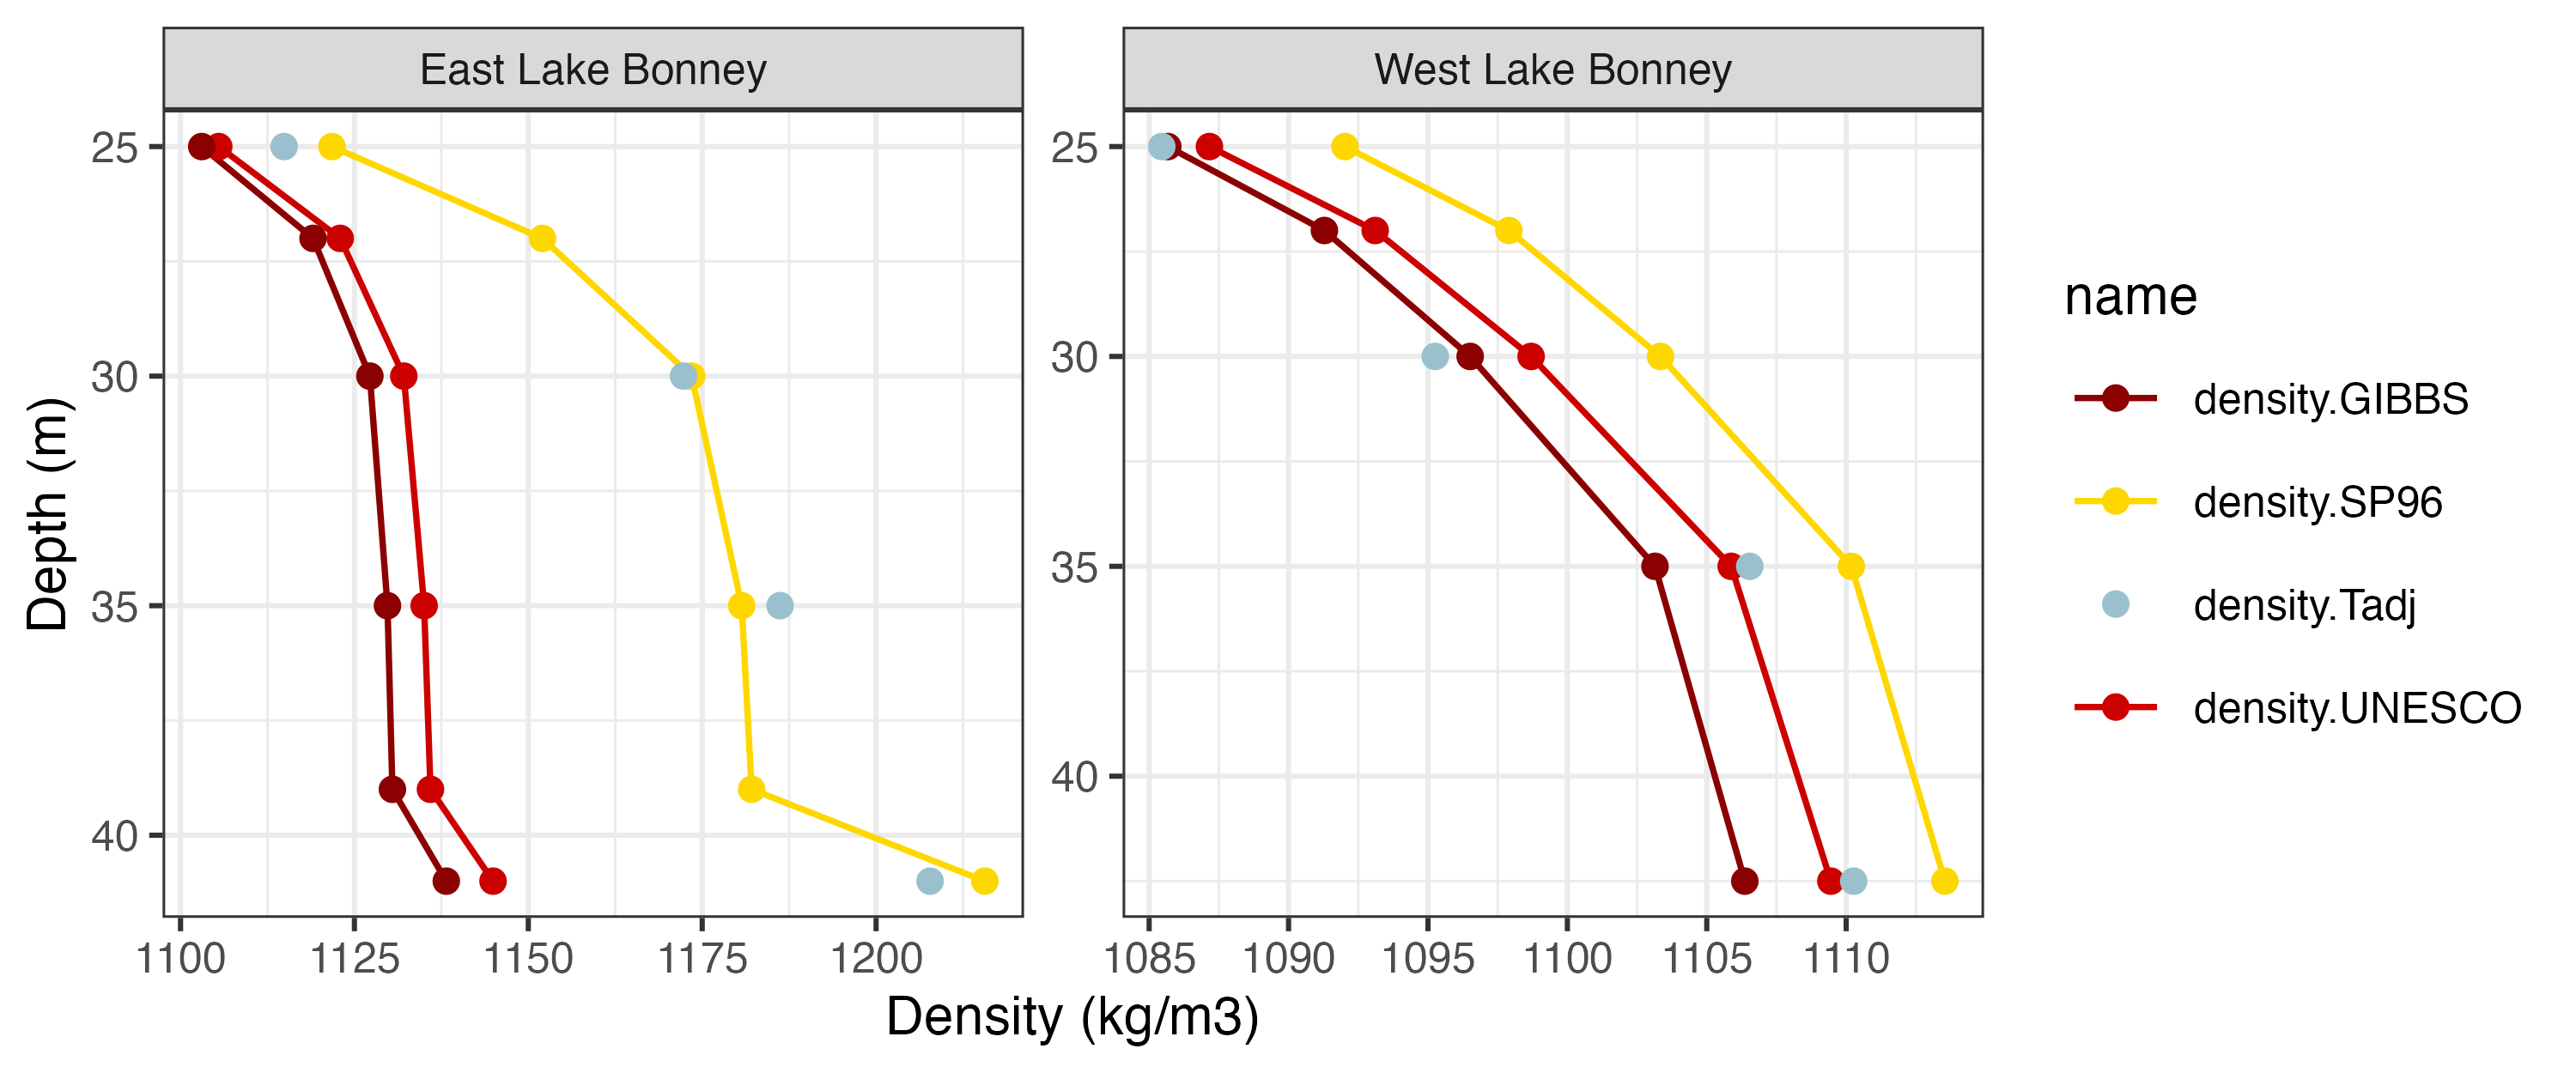 East Lake Bonney
West Lake Bonney
25
30
35
40
25
30
35
40
Depth (m)
1100 1125 1150 1175 1200
1085 1090 1095 1100 1105 1110
Density (kg/m3)
name
density.GIBBS
density.SP96
density.Tadj
density.UNESCO